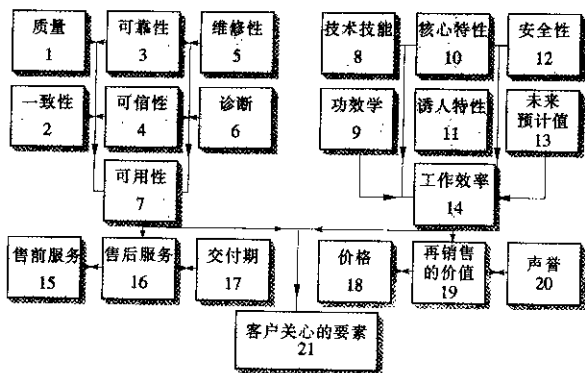 质量
1
可靠性
3
维修性
5
技术技能
8
核心特性
10
安全性
12
一致性
2
可信性
4
诊断
6
功效学
9
诱人特性
11
未来
预计值
13
可用性
7
工作效率
14
售前服务
15
售后服务
16
交付期
17
价格
18
再销售
的价值
19
声誉
20
客户关心的要素
21